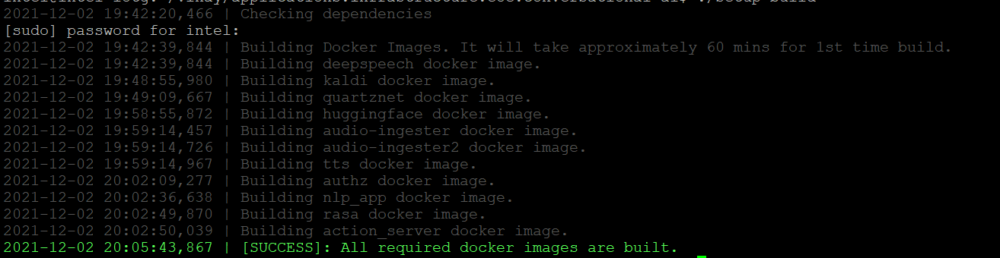 2021-12-02 19:42:20,466 | Checking dependencies
[sudo] password for intel:
2021-12-02 19:42:39,844 | Building Docker Images. It will take approximately 60 mins for 1st time build.
2021-12-02 19:42:39,844 | Building deepspeech docker image.
2021-12-02 19:48:55,980 | Building kaldi docker image.
2021-12-02 19:49:09,667 | Building quartznet docker image.
2021-12-02 19:58:55,872 | Building huggingface docker image.
2021-12-02 19:59:14,457 | Building audio-ingester docker image.
2021-12-02 19:59:14,726 | Building audio-ingester2 docker image.
2021-12-02 19:59:14,967 | Building tts docker image.
2021-12-02 20:02:09,277 | Building authz docker image.
2021-12-02 20:02:36,638 | Building nlp_app docker image.
2021-12-02 20:02:49,870 | Building rasa docker image.
2021-12-02 20:02:50,039 | Building action_server docker image.
2021-12-02 20:05:43,867 | [SUCCESS]: All required docker images are built.